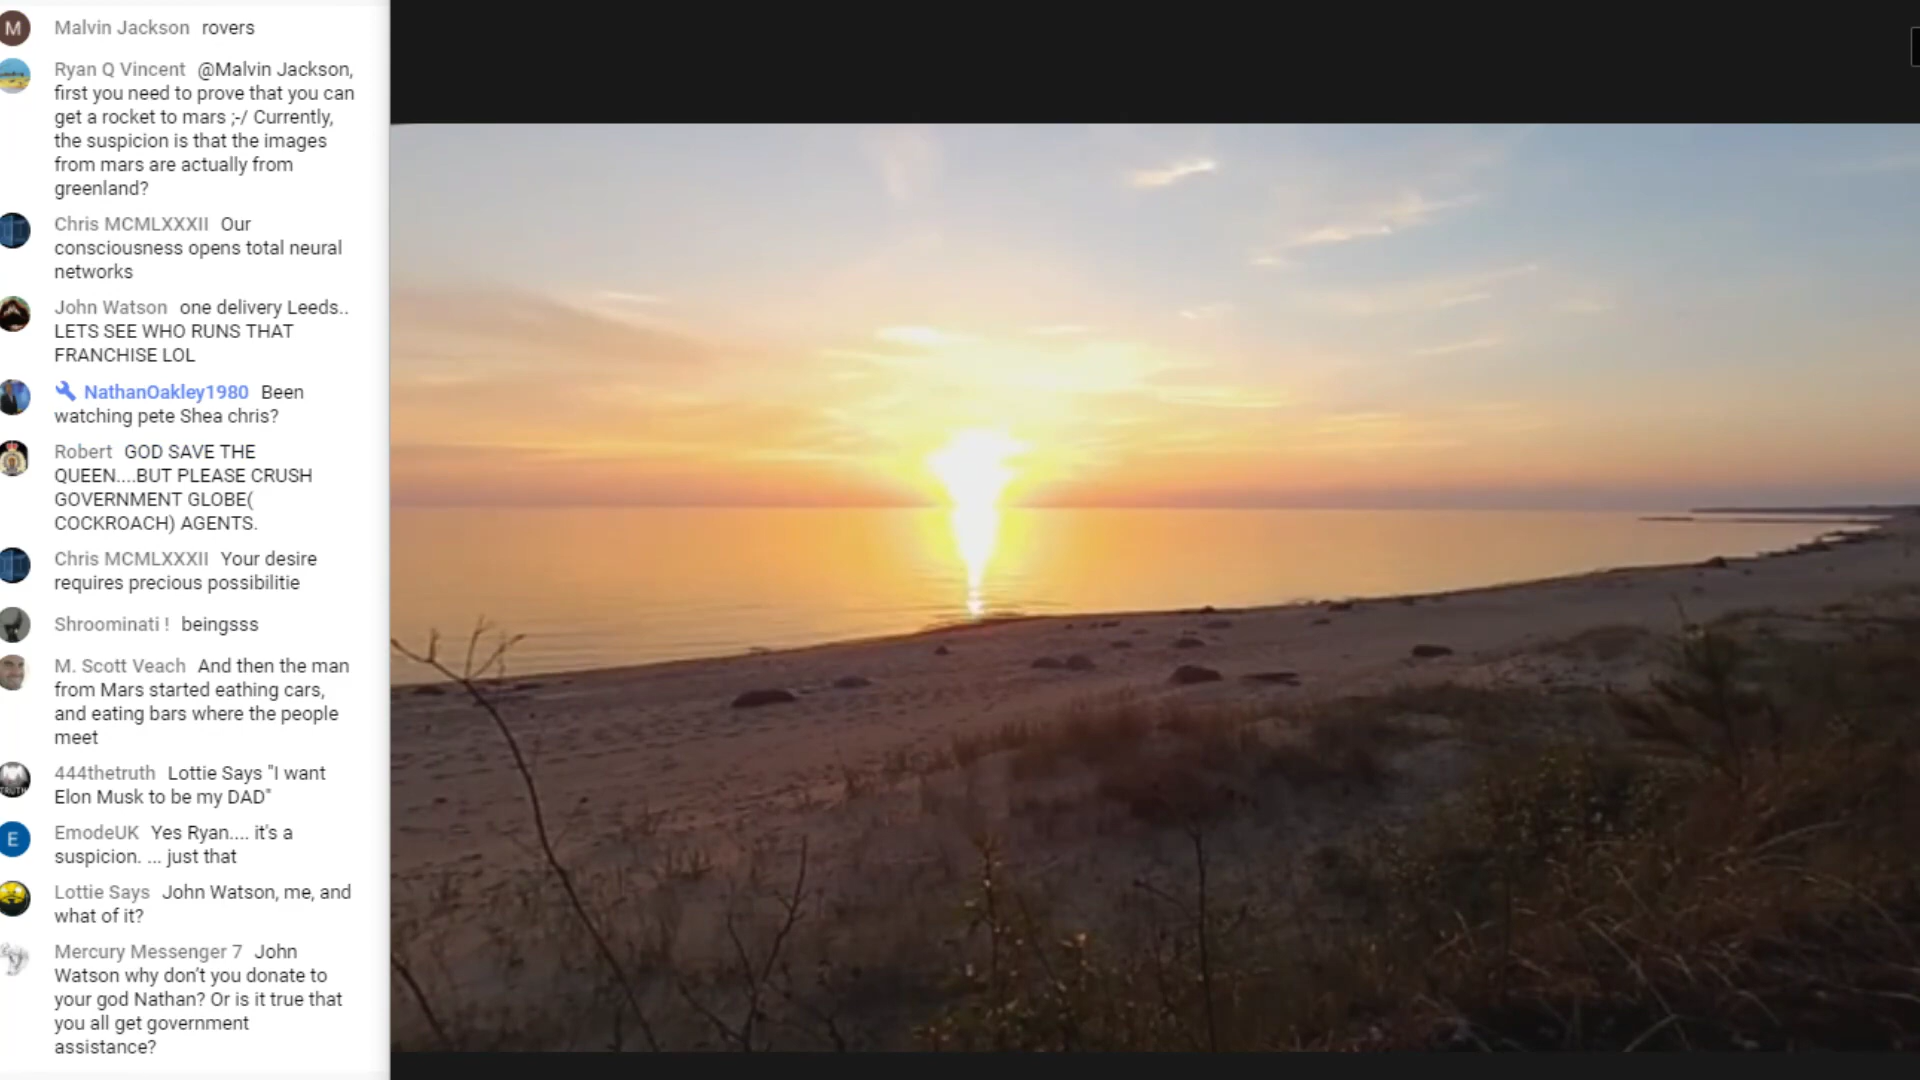 M
Malvin Jackson rovers
Ryan Q Vincent @Malvin Jackson,
first you need to prove that you can
get a rocket to mars ;-/ Currently,
the suspicion is that the images
from mars are actually from
greenland?
Chris MCMLXXXII Our
consciousness opens total neural
networks
John Watson one delivery Leeds..
LETS SEE WHO RUNS THAT
FRANCHISE LOL
NathanOakley1980 Been
watching pete Shea chris?
Robert GOD SAVE THE
QUEEN....BUT PLEASE CRUSH
GOVERNMENT GLOBE(
COCKROACH) AGENTS.
Chris MCMLXXXII Your desire
requires precious possibilitie
Shroominati ! beingsss
M. Scott Veach And then the man
from Mars started eathing cars,
and eating bars where the people
meet
444thetruth Lottie Says "I want
Elon Musk to be my DAD"
TRUTH
E
EmodeUK Yes Ryan.... it's a
suspicion. ... just that
Lottie Says John Watson, me, and
what of it?
Mercury Messenger 7 John
Watson why don't you donate to
your god Nathan? Or is it true that
you all get government
assistance?